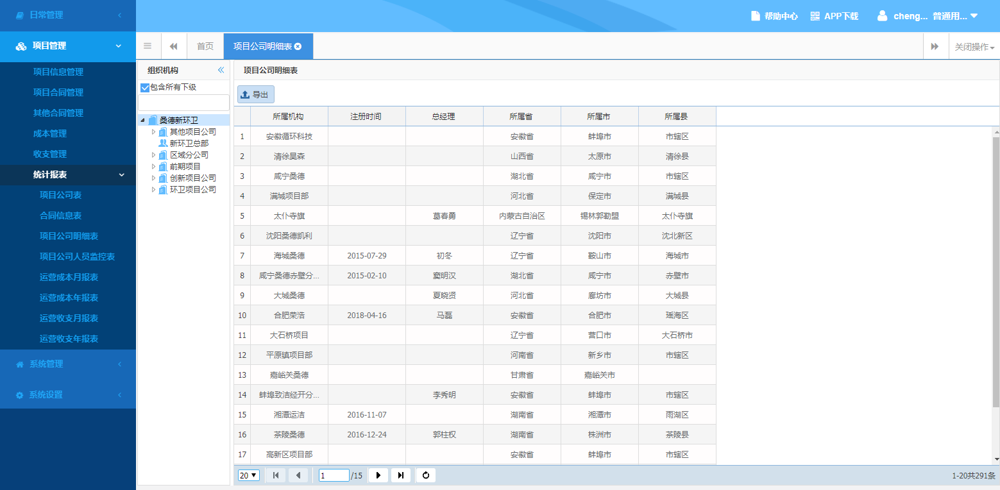 日常管理
项目管理
项目信息管理
项目合同管理
其他合同管理
成本管理
收支管理
统计报表
项目公司表
合同信息表
项目公司明细表
项目公司人员监控表
运营成本月报表
运营成本年报表
运营收支月报表
运营收支年报表
系统管理
系统设置
帮助中心 APP下载 cheng... 普通用...
首页 项目公司明细表 关闭操作
组织机构
包含所有下级
桑德新环卫
其他项目公司
新环卫总部
区域分公司
前期项目
创新项目公司
环卫项目公司
项目公司明细表
导出
所属机构 注册时间 总经理 所属省 所属市 所属县
1 安徽循环科技 安徽省 蚌埠市 市辖区
2 清徐昊森 山西省 太原市 清徐县
3 咸宁桑德 湖北省 咸宁市 市辖区
4 满城项目部 河北省 保定市 满城县
5 太仆寺旗 葛春勇 内蒙古自治区 锡林郭勒盟 太仆寺旗
6 沈阳桑德凯利 辽宁省 沈阳市 沈北新区
7 海城桑德 2015-07-29 初冬 辽宁省 鞍山市 海城市
8 咸宁桑德赤壁分... 2015-02-10 窦明汉 湖北省 咸宁市 赤壁市
9 大城桑德 夏晓贤 河北省 廊坊市 大城县
10 合肥荣浩 2018-04-16 马磊 安徽省 合肥市 瑶海区
11 大石桥项目 辽宁省 营口市 大石桥市
12 平原镇项目部 河南省 新乡市 市辖区
13 嘉峪关桑德 甘肃省 嘉峪关市
14 蚌埠致洁经开分... 李秀明 安徽省 蚌埠市 市辖区
15 湘潭运洁 2016-11-07 湖南省 湘潭市 雨湖区
16 茶陵桑德 2016-12-24 郭柱权 湖南省 株洲市 茶陵县
17 高新区项目部 安徽省 蚌埠市 市辖区
20 1 /15 1-20共291条